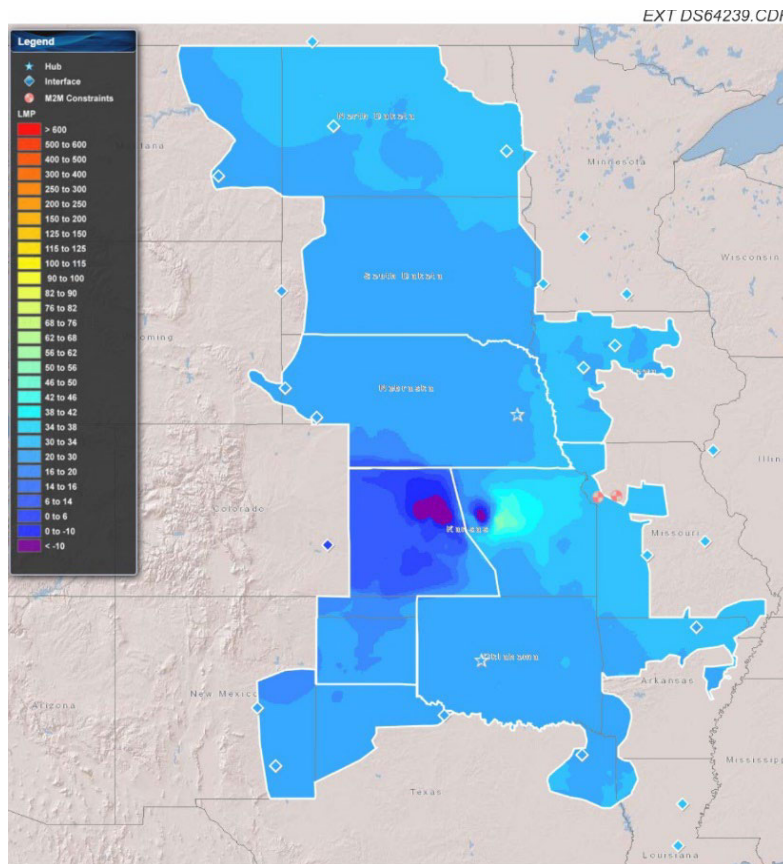 EXT DS64239.CDR
Legend
Hub
Interface
M2M Constraints
LMP
> 600
500 to 600
400 to 500
300 to 400
250 to 300
200 to 250
150 to 200
125 to 150
115 to 125
100 to 115
90 to 100
82 to 90
76 to 82
68 to 76
62 to 68
56 to 62
50 to 56
46 to 50
42 to 46
38 to 42
34 to 38
30 to 34
20 to 30
16 to 20
14 to 16
6 to 14
0 to 6
0 to -10
< -10
North Dakota
Minnesota
Wisconsin
South Dakota
Nebraska
Colorado
Kansas
Missouri
Oklahoma
Arkansas
New Mexico
Arizona
Texas
Mississip
Louisiana